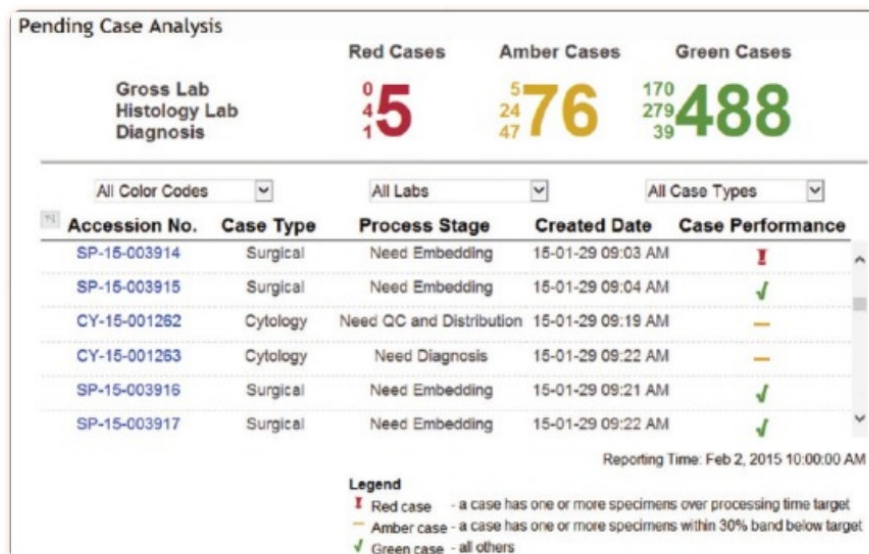 Pending Case Analysis
Red Cases Amber Cases Green Cases
Gross Lab 0 5 170
Histology Lab 4 5 24 76 279 488
Diagnosis 1 47 39
All Color Codes All Labs All Case Types
Accession No. Case Type Process Stage Created Date Case Performance
SP-15-003914 Surgical Need Embedding 15-01-29 09:03 AM
SP-15-003915 Surgical Need Embedding 15-01-29 09:04 AM
CY-15-001262 Cytology Need QC and Distribution 15-01-29 09:19 AM
CY-15-001263 Cytology Need Diagnosis 15-01-29 09:22 AM
SP-15-003916 Surgical Need Embedding 15-01-29 09:21 AM
SP-15-003917 Surgical Need Embedding 15-01-29 09:22 AM
Reporting Time: Feb 2, 2015 10:00:00 AM
Legend
Red case - a case has one or more specimens over processing time target
Amber case - a case has one or more specimens within 30% band below target
Green case - all others